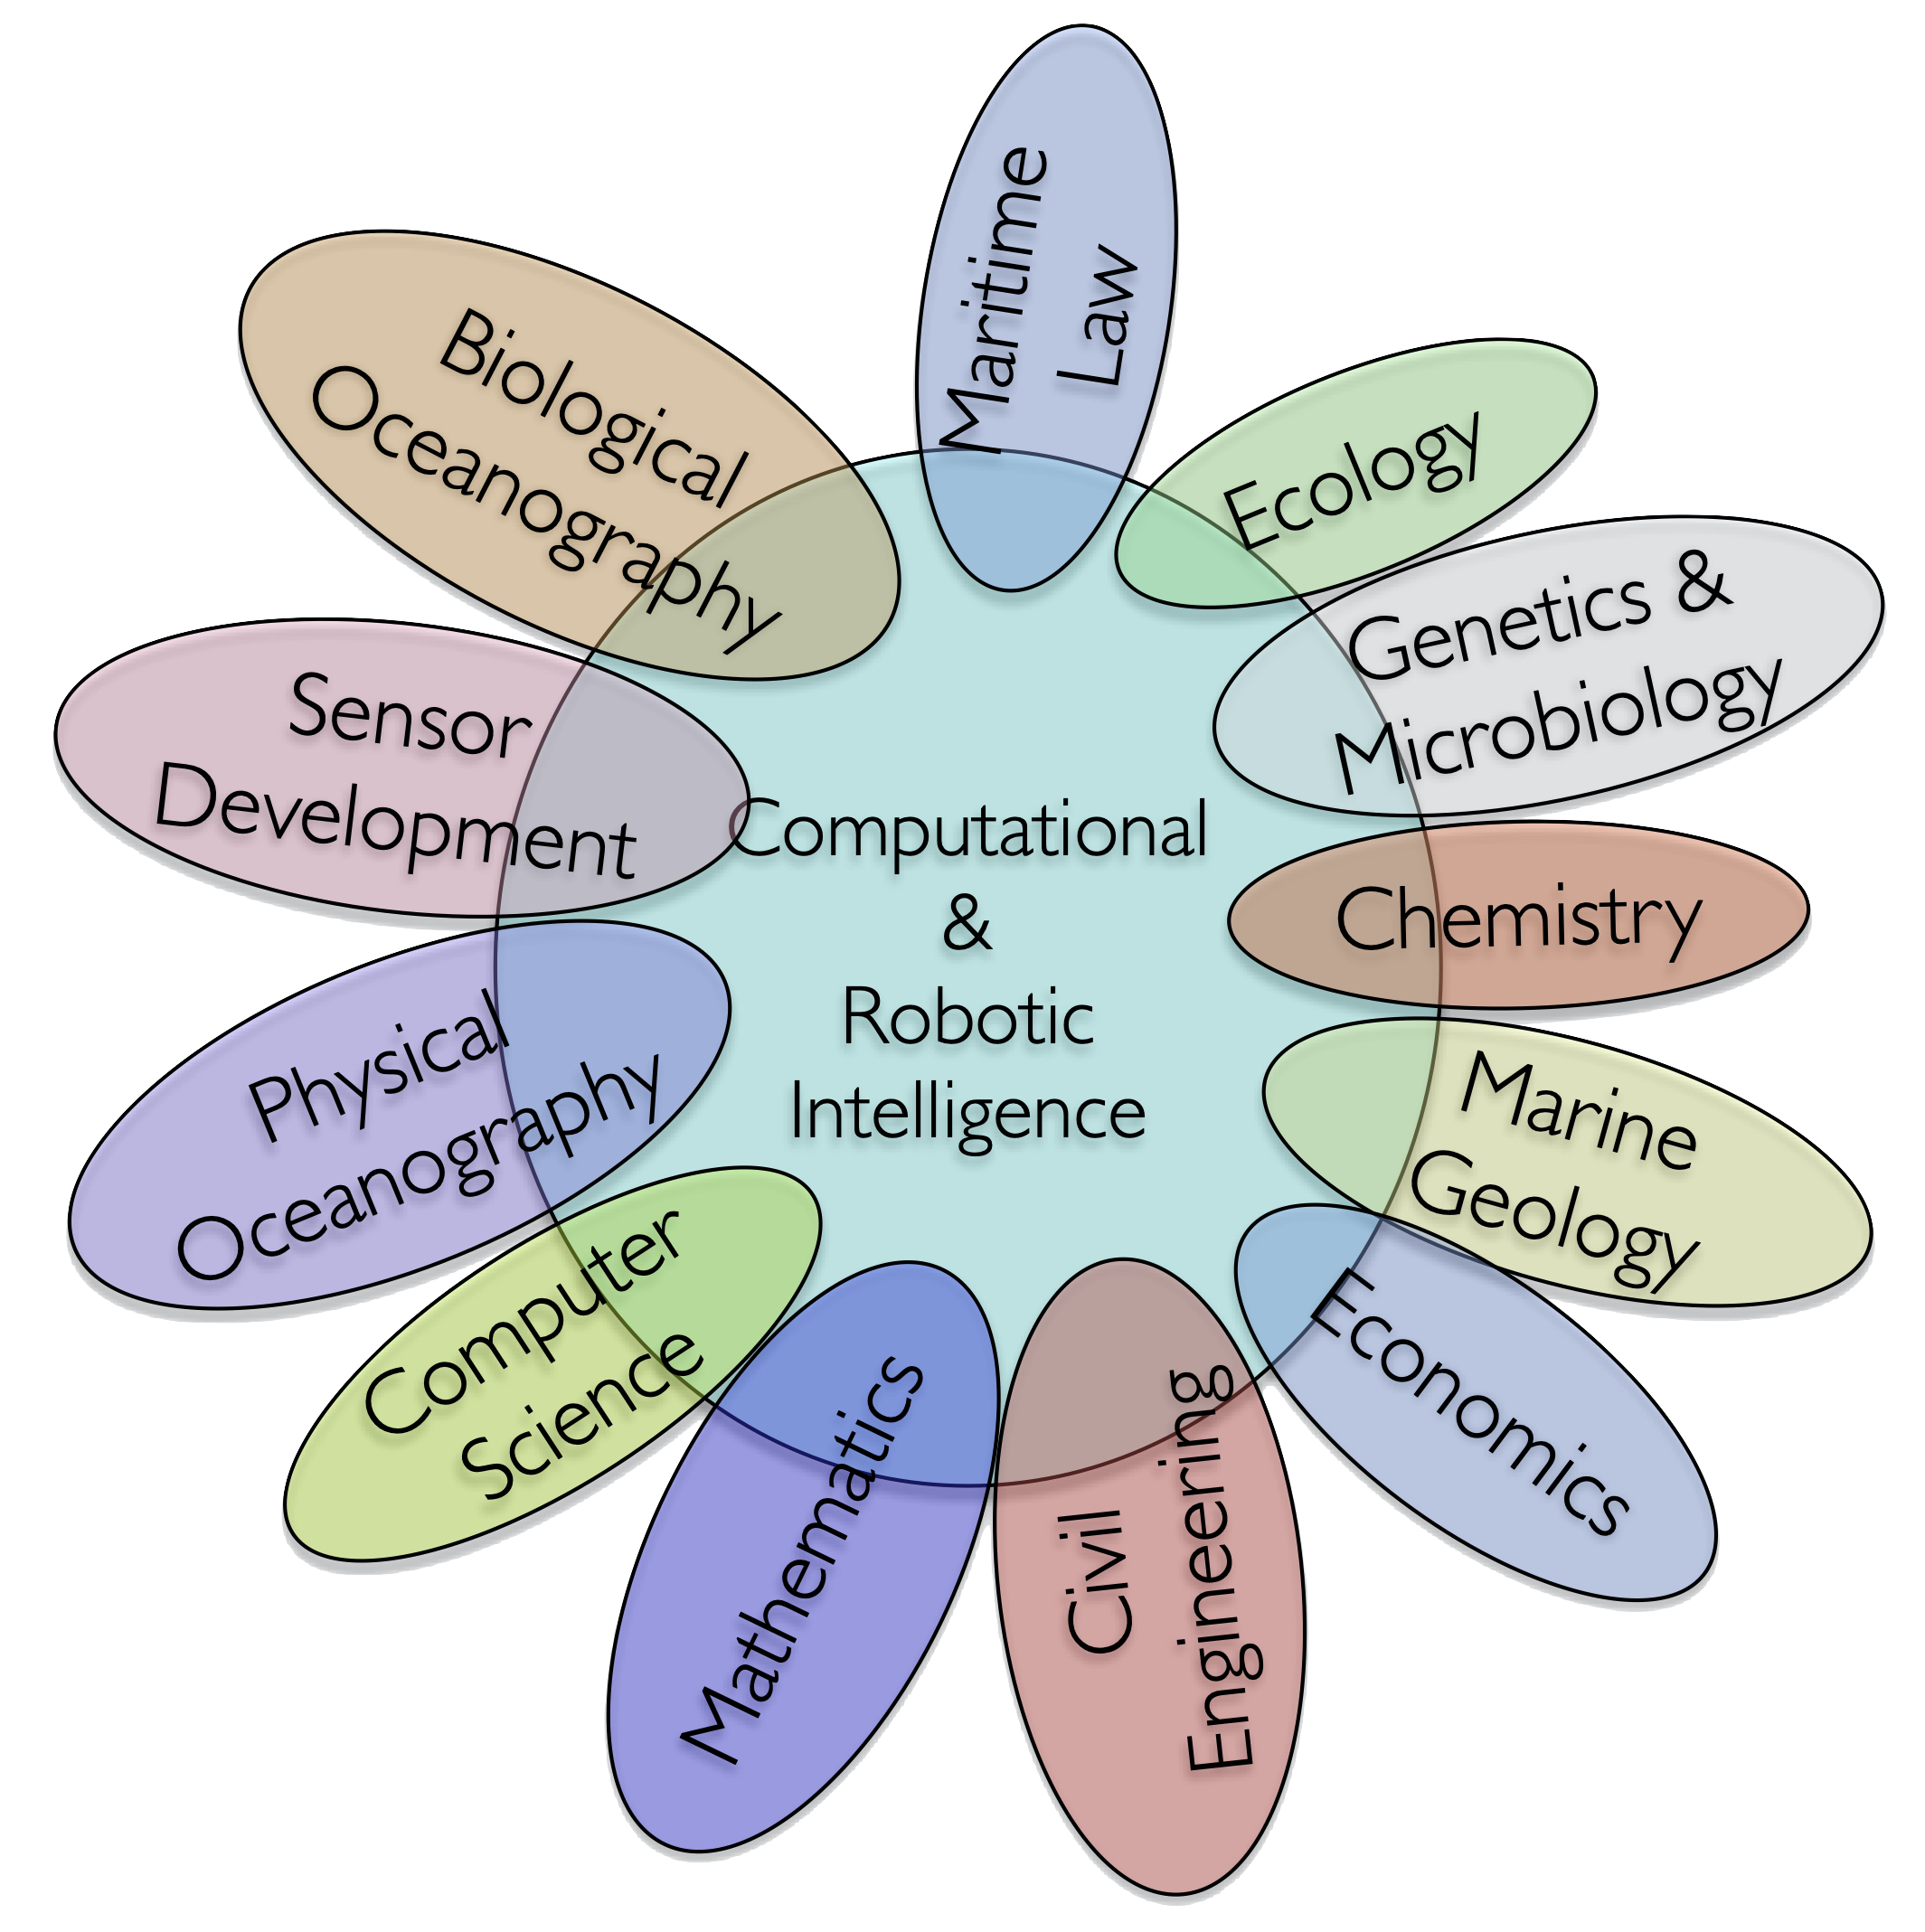 Maritime
Law
Ecology
Genetics &
Microbiology
Chemistry
Marine
Geology
Economics
Civil
Engineering
Mathematics
Computer
Science
Physical
Oceanography
Sensor
Development
Biological
Oceanography
Computational
&
Robotic
Intelligence